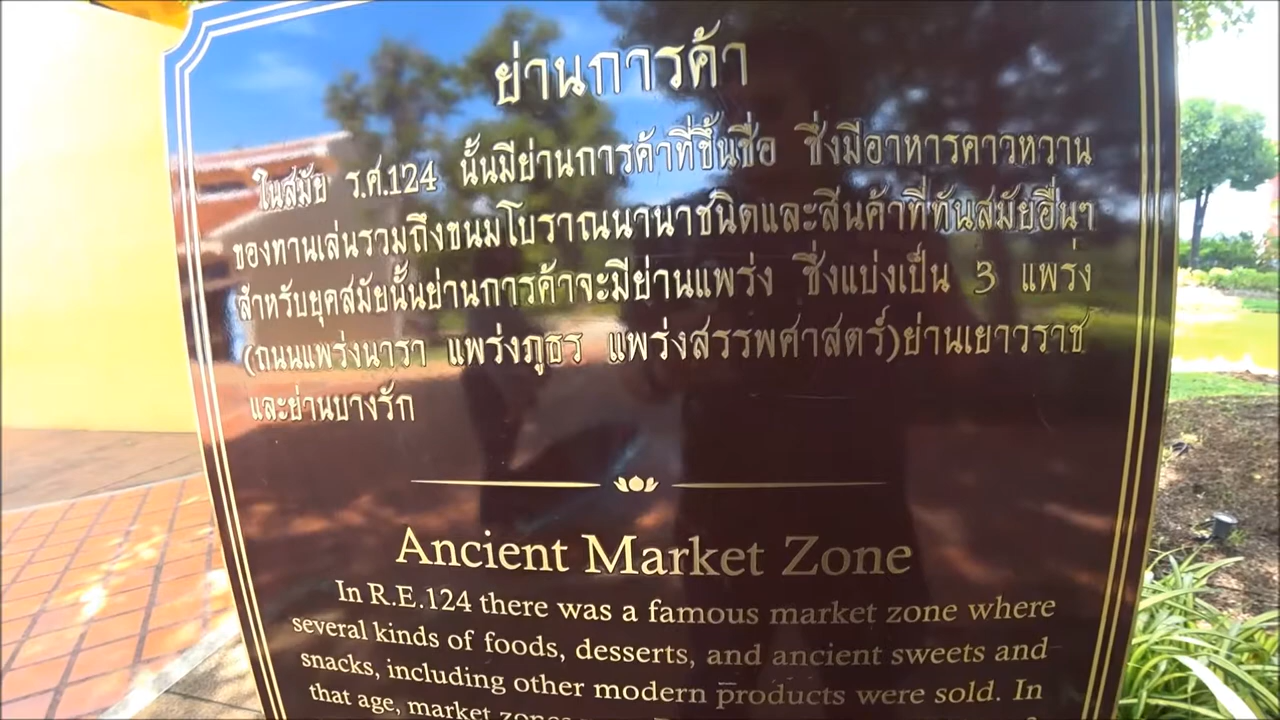 ย่านการค้า
ในสมัย ร.ศ.124 นั้นมีย่านการค้าที่ขึ้นชื่อ ซึ่งมีอาหารคาวหวาน
ของทานเล่นรวมถึงขนมโบราณนานาชนิดและสินค้าที่ทันสมัยอื่นๆ
สำหรับยุคสมัยนั้นย่านการค้าจะมีย่านแพร่ง ซึ่งแบ่งเป็น 3 แพร่ง
(ถนนแพร่งนารา แพร่งภูธร แพร่งสรรพศาสตร์)ย่านเยาวราช
และย่านบางรัก
Ancient Market Zone
In R.E.124 there was a famous market zone where
several kinds of foods, desserts, and ancient sweets and
snacks, including other modern products were sold. In
that age, market